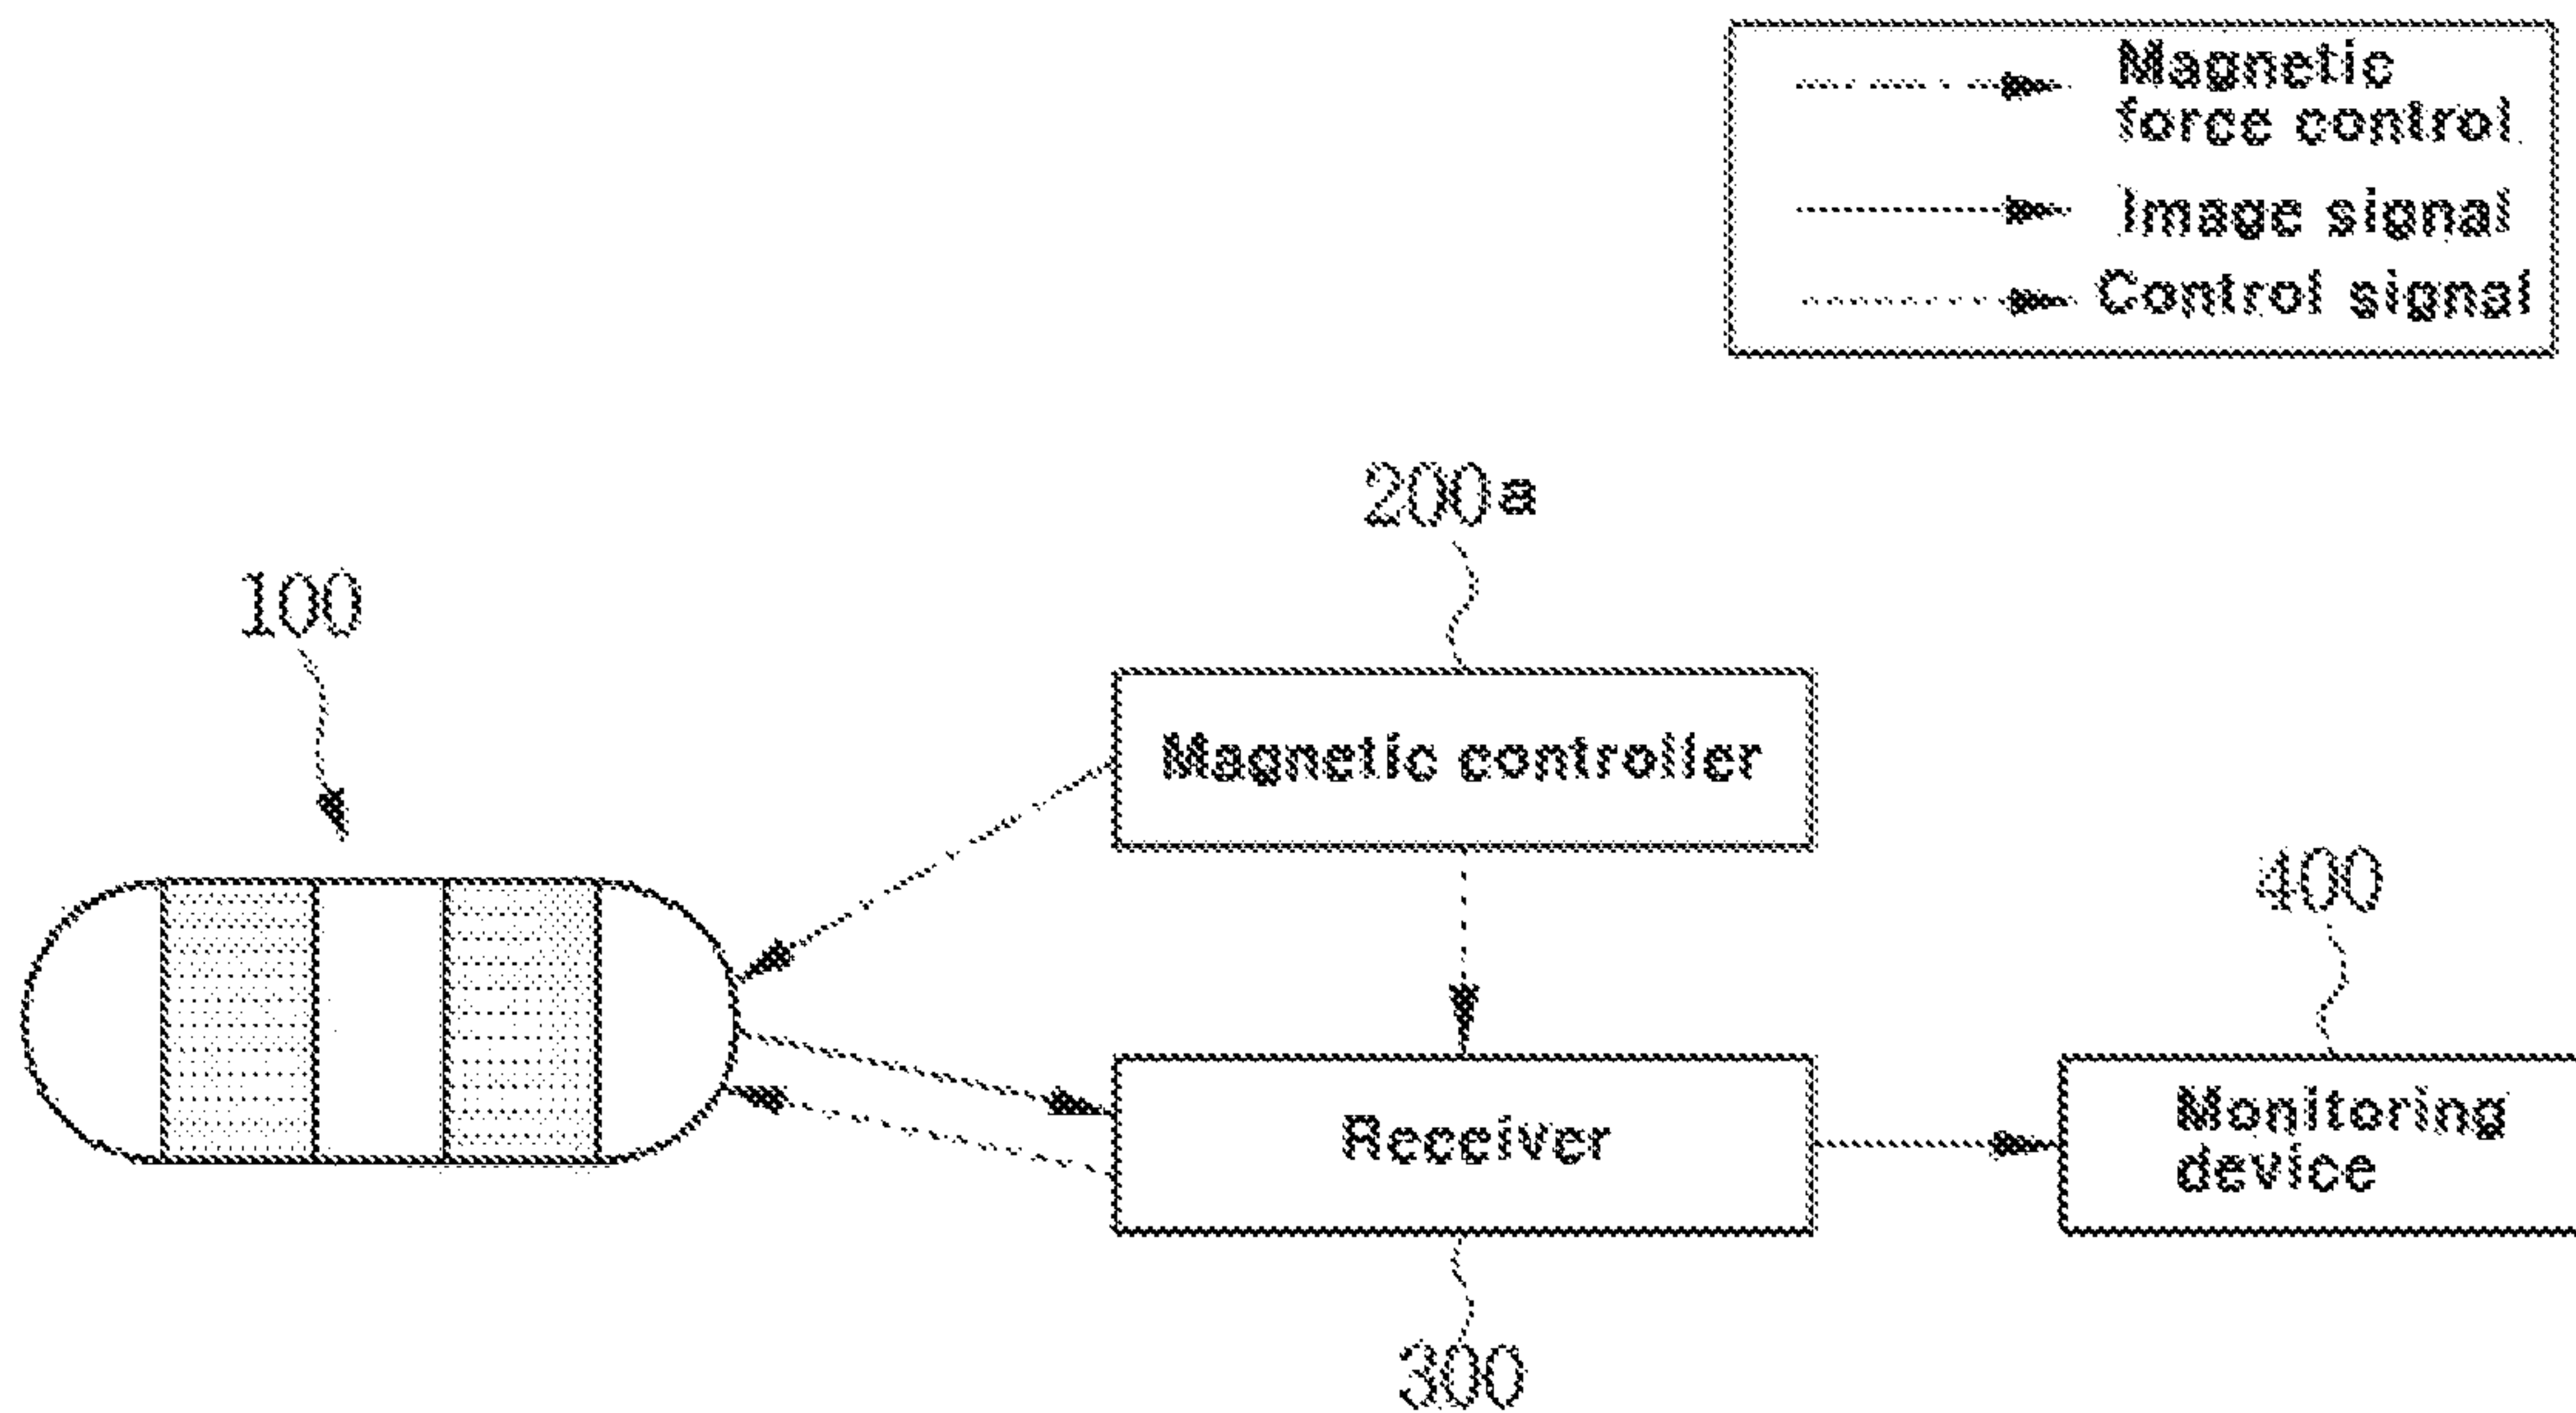 Magnetic
force control
Image signal
Control signal
200a
100
Magnetic controller
400
Monitoring
device
Receiver
300